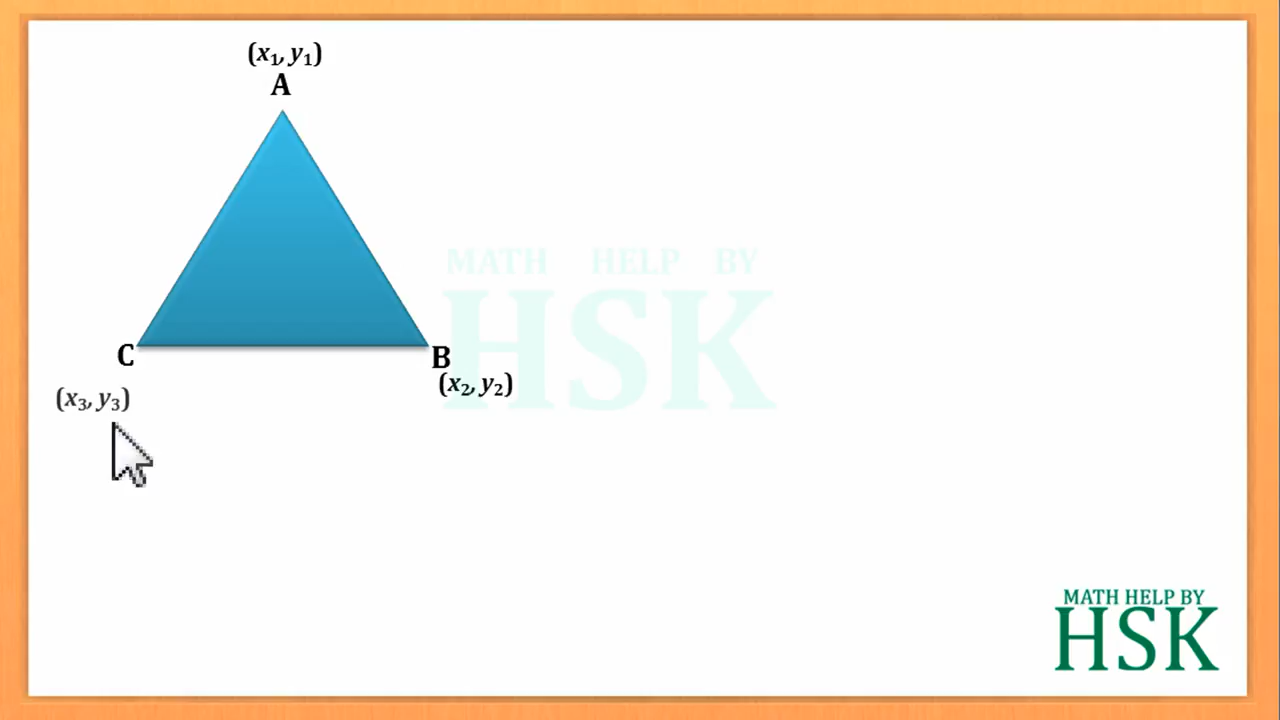 (x₁, y₁)
A
MATH HELP BY
HSK
C
B
(x₂, y₂)
(x₃, y₃)
MATH HELP BY
HSK